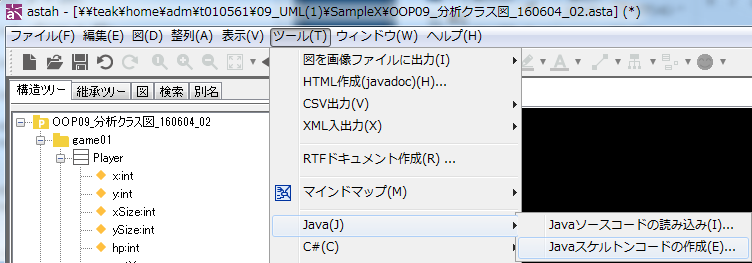 astah - [¥¥teak¥home¥adm¥t010561¥09_UML(1)¥SampleX¥OOP09_分析クラス図_160604_02.asta] (*)
ファイル(F) 編集(E) 図(D) 整列(A) 表示(V) ツール(T) ウィンドウ(W) ヘルプ(H)
図を画像ファイルに出力(I)
HTML作成(javadoc)(H)...
構造ツリー 継承ツリー 図 検索 別名
CSV出力(V)
OOP09_分析クラス図_160604_02
XML入出力(X)
game01
Player
RTFドキュメント作成(R) ...
x:int
y:int
マインドマップ(M)
xSize:int
ySize:int
Java(J)
Javaソースコードの読み込み(I)...
hp:int
C#(C)
Javaスケルトンコードの作成(E)...